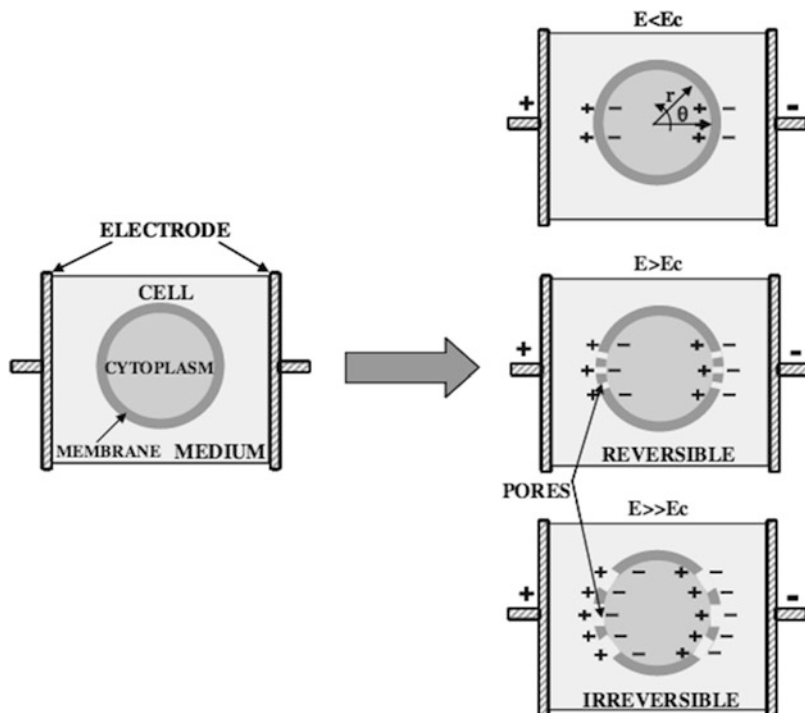 ELECTRODE
CELL
CYTOPLASM
MEMBRANE
MEDIUM
E<Ec
+
-
r
θ
+ - + -
+ - + -
E>Ec
+
-
+ - + -
+ - + -
+ - + -
REVERSIBLE
PORES
E>>Ec
+
-
+ - + -
+ - + -
+ - + -
+ - + -
+ - + -
IRREVERSIBLE